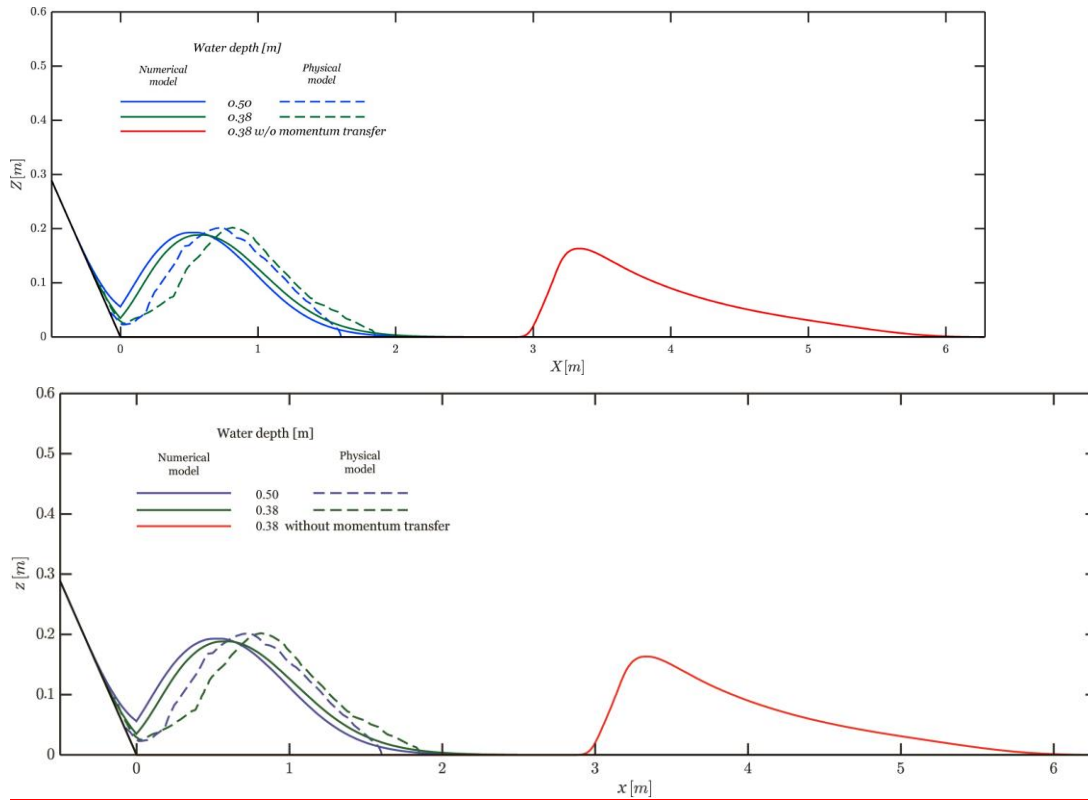 0.6
Water depth [m]
0.5
Numerical model
Physical model
0.50
0.4
0.38
0.38 w/o momentum transfer
Z[m]
0.3
0.2
0.1
0
0 1 2 3 4 5 6
X[m]
0.6
Water depth [m]
0.5
Numerical model
Physical model
0.50
0.4
0.38
0.38 without momentum transfer
z[m]
0.3
0.2
0.1
0
0 1 2 3 4 5 6
x[m]